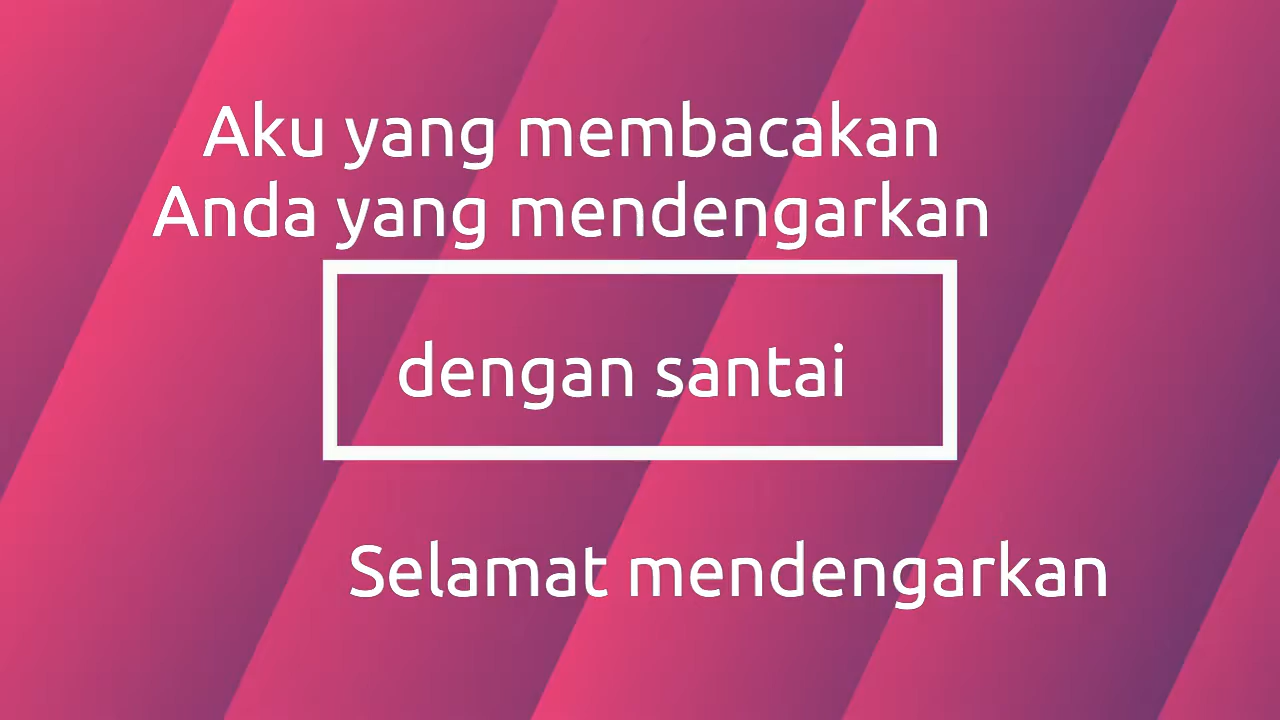 Aku yang membacakan
Anda yang mendengarkan
dengan santai
Selamat mendengarkan